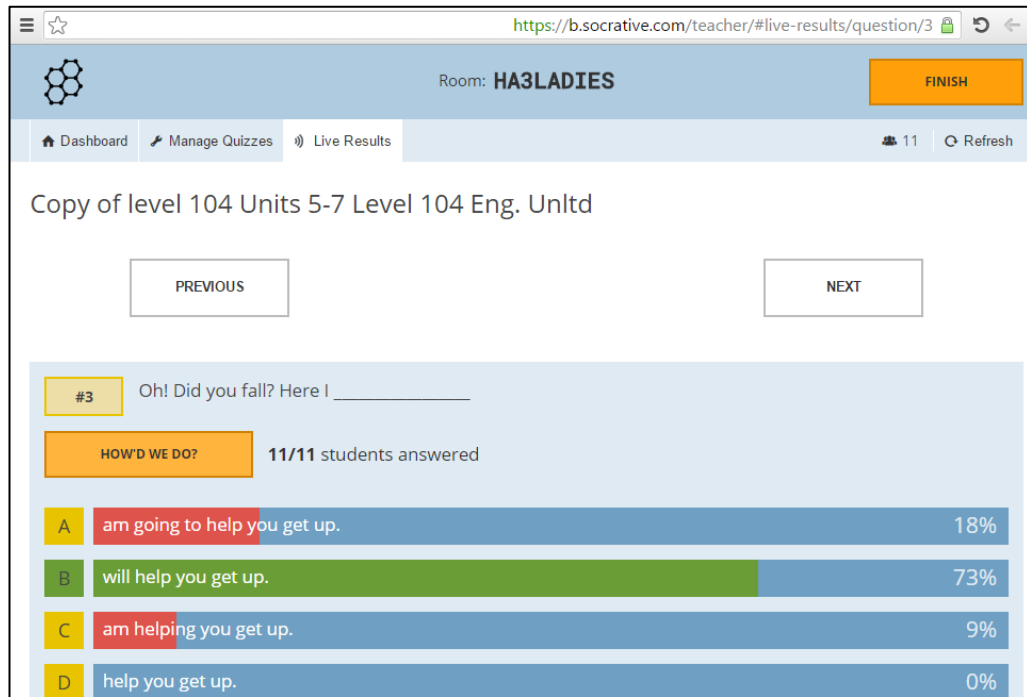 https://b.socrative.com/teacher/#live-results/question/3
Room: HA3LADIES
FINISH
Dashboard Manage Quizzes Live Results 11 Refresh
Copy of level 104 Units 5-7 Level 104 Eng. Unltd
PREVIOUS NEXT
#3 Oh! Did you fall? Here I ________________
HOW'D WE DO? 11/11 students answered
A am going to help you get up. 18%
B will help you get up. 73%
C am helping you get up. 9%
D help you get up. 0%